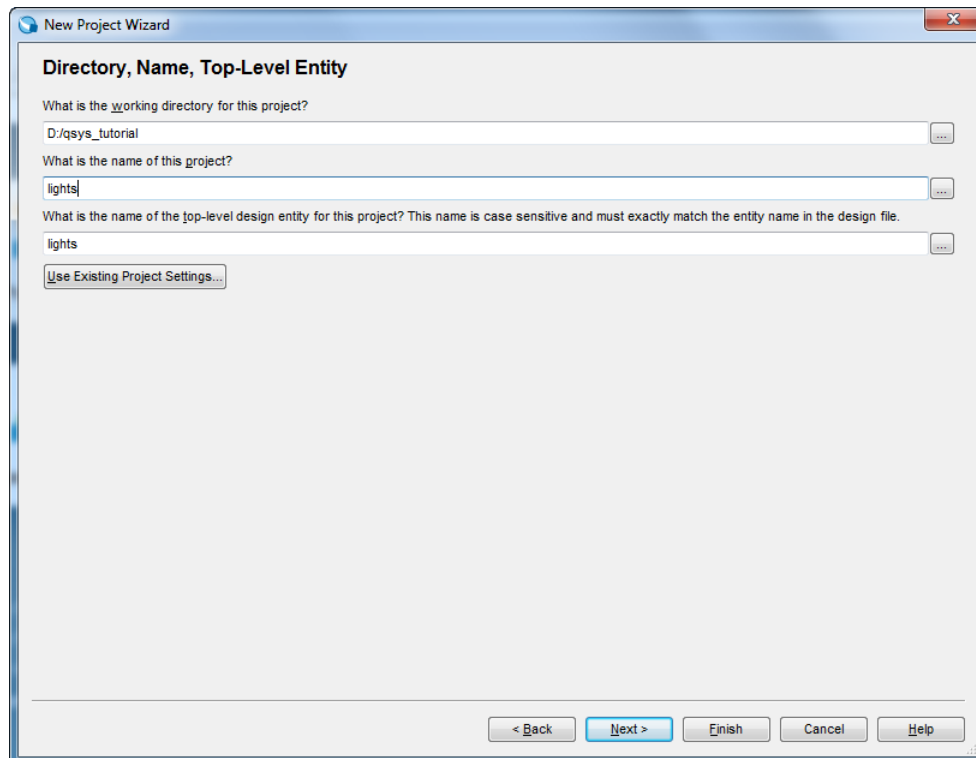 New Project Wizard
X
Directory, Name, Top-Level Entity
What is the working directory for this project?
D:/qsys_tutorial
...
What is the name of this project?
lights
...
What is the name of the top-level design entity for this project? This name is case sensitive and must exactly match the entity name in the design file.
lights
...
Use Existing Project Settings...
< Back Next > Finish Cancel Help